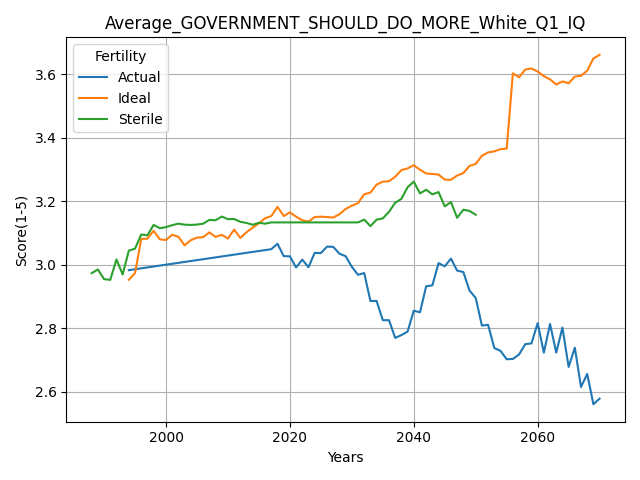 Average_GOVERNMENT_SHOULD_DO_MORE_White_Q1_IQ
Fertility
Actual
Ideal
Sterile
Score(1-5)
3.6
3.4
3.2
3.0
2.8
2.6
2000
2020
2040
2060
Years